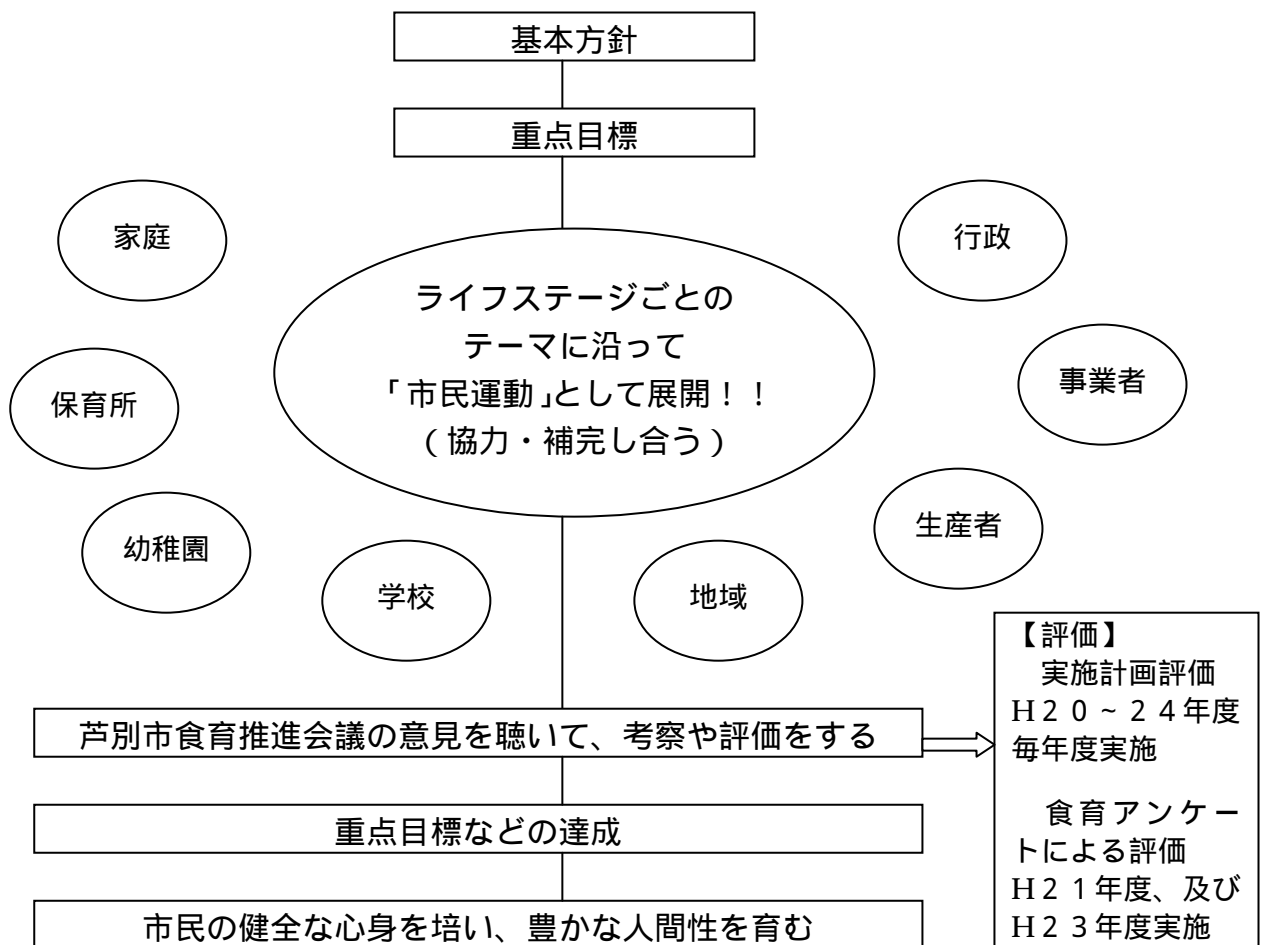 基本方針
重点目標
家庭
行政
ライフステージごとの
テーマに沿って
「市民運動」として展開！！
（協力・補完し合う）
保育所
事業者
幼稚園
生産者
学校
地域
芦別市食育推進会議の意見を聴いて、考察や評価をする
重点目標などの達成
市民の健全な心身を培い、豊かな人間性を育む
【評価】
実施計画評価
Ｈ２０～２４年度
毎年度実施
食育アンケー
トによる評価
Ｈ２１年度、及び
Ｈ２３年度実施